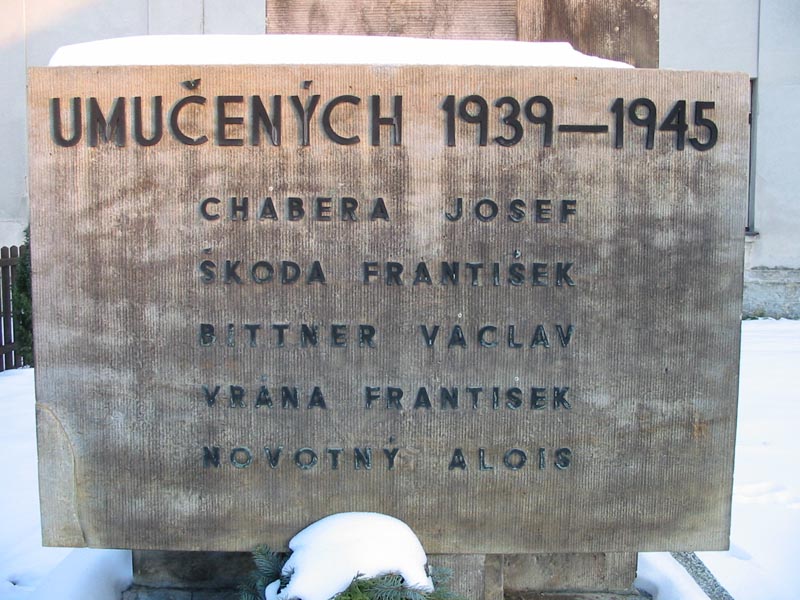 UMUČENÝCH 1939—1945
CHABERA JOSEF
ŠKODA FRANTIŠEK
BITTNER VÁCLAV
VRÁNA FRANTIŠEK
NOVOTNÝ ALOIS